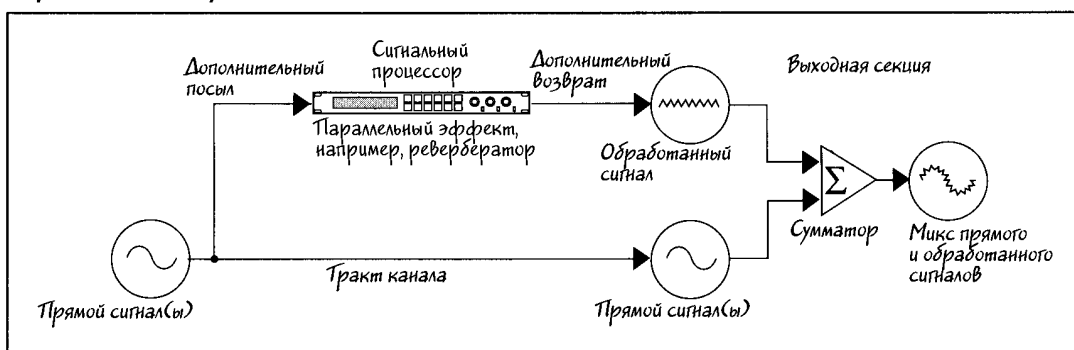 Дополнительный
посыл
Сигнальный
процессор
Дополнительный
возврат
Выходная секция
Параллельный эффект,
например, ревербератор
Обработанный
сигнал
Σ
Сумматор
Микс прямого
и обработанного
сигналов
Тракт канала
Прямой сигнал(ы)
Прямой сигнал(ы)